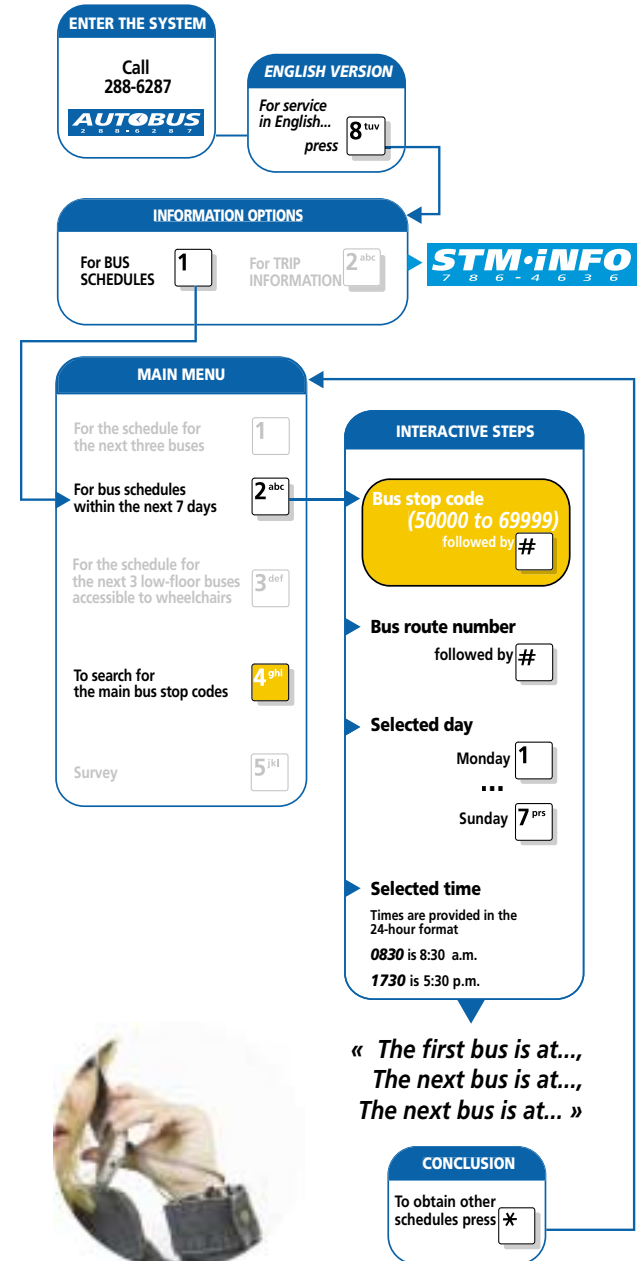 ENTER THE SYSTEM
Call
288-6287
AUTOBUS
2 8 8 - 6 2 8 7
ENGLISH VERSION
For service
in English...
press
8 tuv
INFORMATION OPTIONS
For BUS
SCHEDULES
1
For TRIP
INFORMATION
2 abc
STM•iNFO
7 8 6 - 4 6 3 6
MAIN MENU
For the schedule for
the next three buses
1
For bus schedules
within the next 7 days
2 abc
For the schedule for
the next 3 low-floor buses
accessible to wheelchairs
3 def
To search for
the main bus stop codes
4 ghi
Survey
5 jkl
INTERACTIVE STEPS
Bus stop code
(50000 to 69999)
followed by #
Bus route number
followed by #
Selected day
Monday 1
...
Sunday 7 prs
Selected time
Times are provided in the
24-hour format
0830 is 8:30 a.m.
1730 is 5:30 p.m.
« The first bus is at...,
The next bus is at...,
The next bus is at... »
CONCLUSION
To obtain other
schedules press *